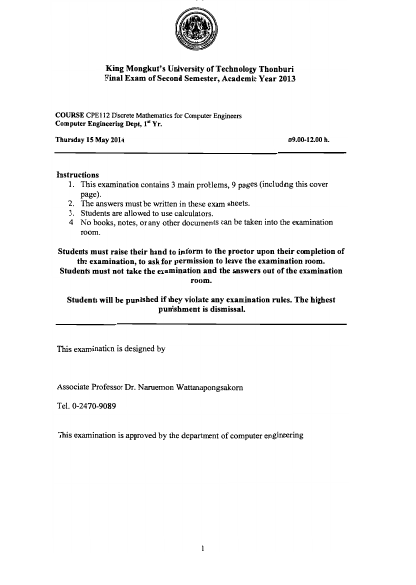 King Mongkut's University of Technology Thonburi
Final Exam of Second Semester, Academic Year 2013
COURSE CPE112 Discrete Mathematics for Computer Engineers
Computer Engineering Dept, 1st Yr.
Thursday 15 May 2014 09.00-12.00 h.
Instructions
1. This examination contains 3 main problems, 9 pages (including this cover
page).
2. The answers must be written in these exam sheets.
3. Students are allowed to use calculators.
4 No books, notes, or any other documents can be taken into the examination
room.
Students must raise their hand to inform to the proctor upon their completion of
the examination, to ask for permission to leave the examination room.
Students must not take the examination and the answers out of the examination
room.
Students will be punished if they violate any examination rules. The highest
punishment is dismissal.
This examination is designed by
Associate Professor Dr. Naruemon Wattanapongsakorn
Tel. 0-2470-9089
This examination is approved by the department of computer engineering
1